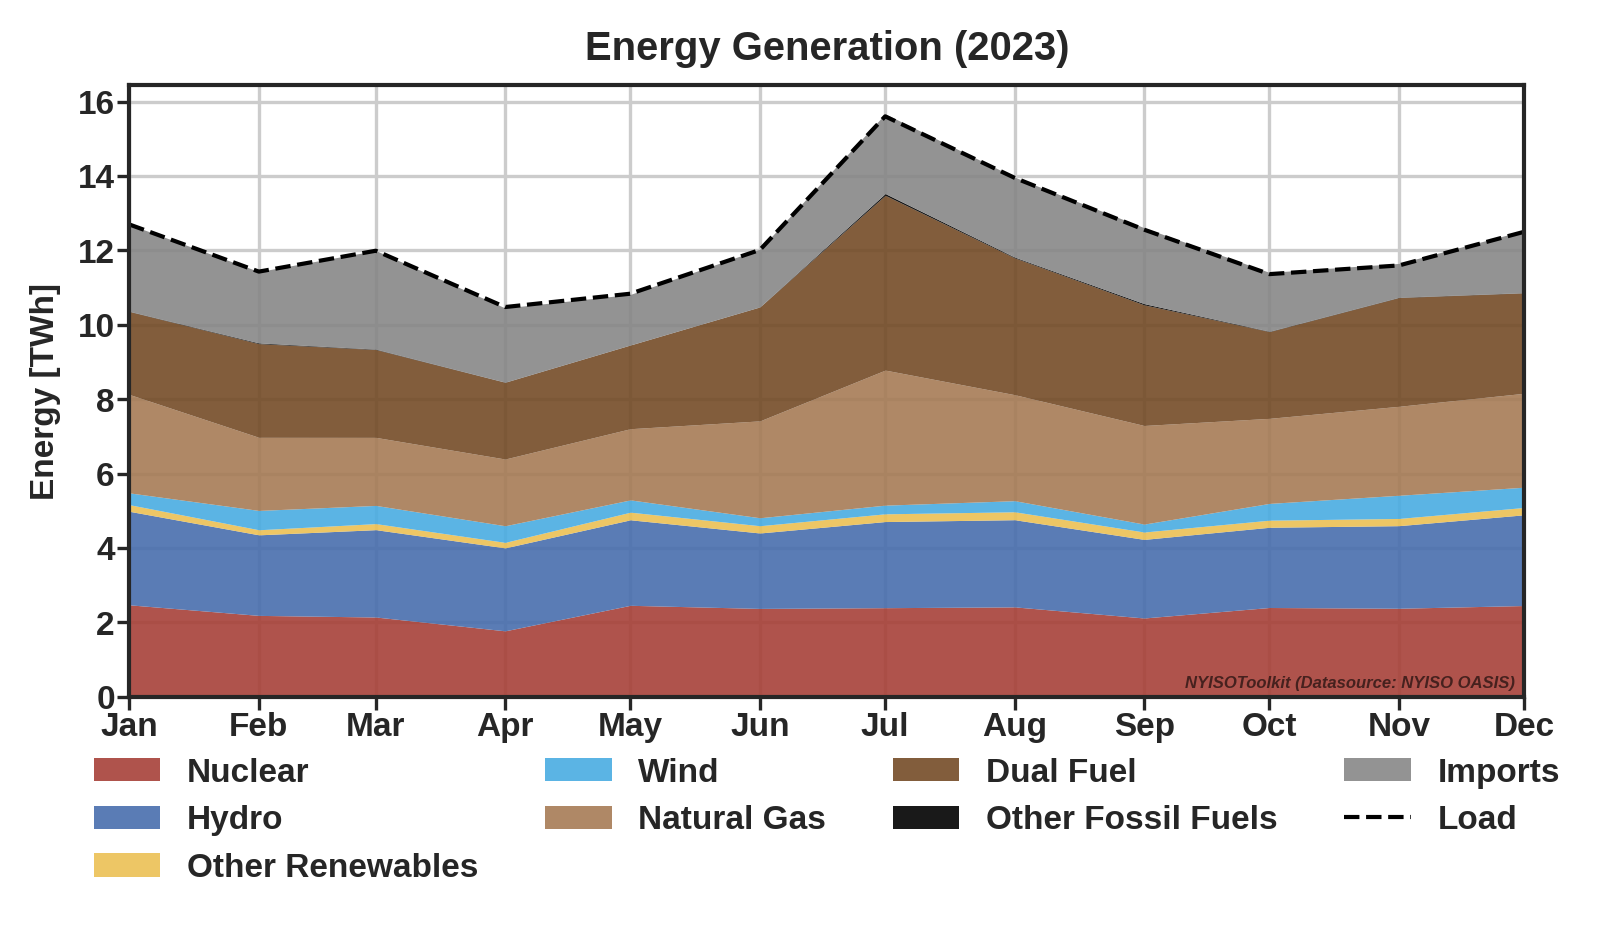 Energy Generation (2023)
Energy [TWh]
16
14
12
10
8
6
4
2
0
NYISOToolkit (Datasource: NYISO OASIS)
Jan Feb Mar Apr May Jun Jul Aug Sep Oct Nov Dec
Nuclear Wind Dual Fuel Imports
Hydro Natural Gas Other Fossil Fuels Load
Other Renewables